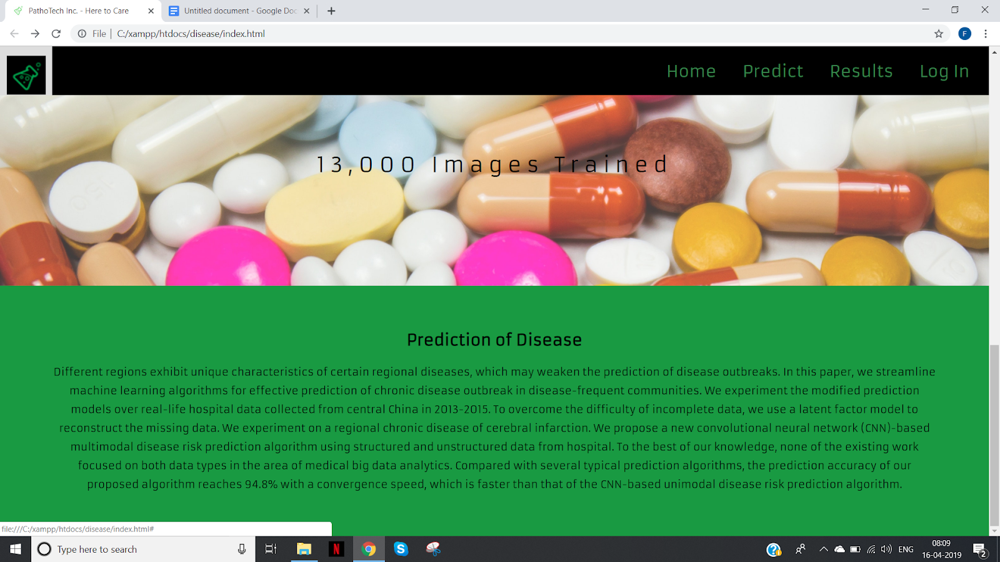 PathoTech Inc. - Here to Care
Untitled document - Google Doc
File
C:/xampp/htdocs/disease/index.html
F
Home Predict Results Log In
13,000 Images Trained
Prediction of Disease
Different regions exhibit unique characteristics of certain regional diseases, which may weaken the prediction of disease outbreaks. In this paper, we streamline
machine learning algorithms for effective prediction of chronic disease outbreak in disease-frequent communities. We experiment the modified prediction
models over real-life hospital data collected from central China in 2013-2015. To overcome the difficulty of incomplete data, we use a latent factor model to
reconstruct the missing data. We experiment on a regional chronic disease of cerebral infarction. We propose a new convolutional neural network (CNN)-based
multimodal disease risk prediction algorithm using structured and unstructured data from hospital. To the best of our knowledge, none of the existing work
focused on both data types in the area of medical big data analytics. Compared with several typical prediction algorithms, the prediction accuracy of our
proposed algorithm reaches 94.8% with a convergence speed, which is faster than that of the CNN-based unimodal disease risk prediction algorithm.
file:///C:/xampp/htdocs/disease/index.html#
Type here to search
N
S
ENG
08:09
16-04-2019
2